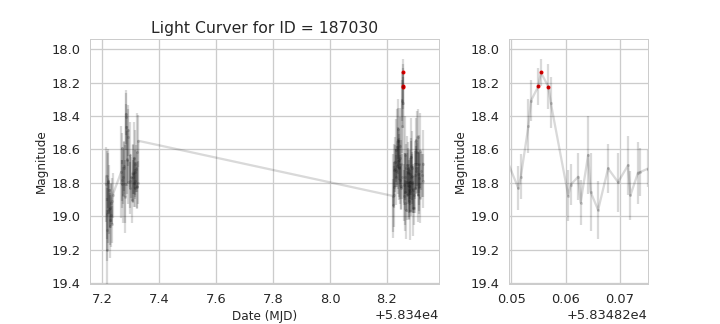 Light Curver for ID = 187030
18.0
18.2
18.4
18.6
18.8
19.0
19.2
19.4
Magnitude
7.2 7.4 7.6 7.8 8.0 8.2
Date (MJD) +5.834e4
18.0
18.2
18.4
18.6
18.8
19.0
19.2
19.4
Magnitude
0.05 0.06 0.07
+5.83482e4